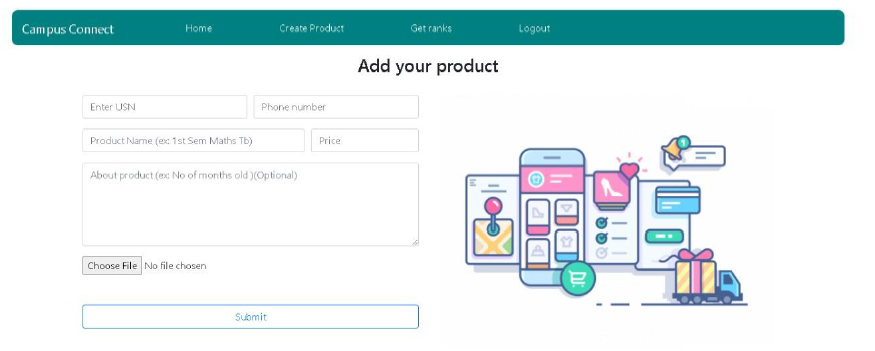 Campus Connect Home Create Product Get ranks Logout
Add your product
Enter USN Phone number
Product Name (ex: 1st Sem Maths Tb) Price
About product (ex: No of months old )(Optional)
Choose File No file chosen
Submit
1